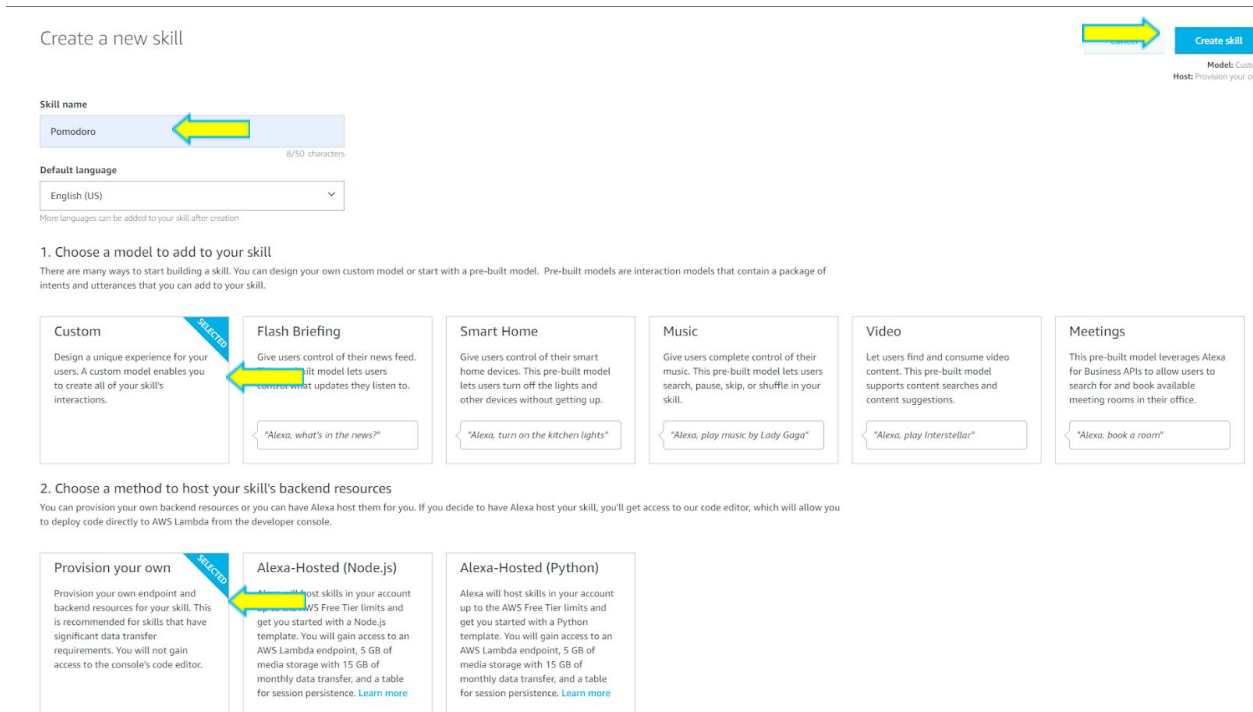 Create a new skill
Create skill
Model:
Host: Provision your
Skill name
Pomodoro
8/50 characters
Default language
English (US)
More languages can be added to your skill after creation
1. Choose a model to add to your skill
There are many ways to start building a skill. You can design your own custom model or start with a pre-built model. Pre-built models are interaction models that contain a package of
intents and utterances that you can add to your skill.
Custom
SELECTED
Design a unique experience for your
users. A custom model enables you
to create all of your skill's
interactions.
Flash Briefing
Give users control of their news feed.
model lets users
what updates they listen to.
"Alexa, what's in the news?"
Smart Home
Give users control of their smart
home devices. This pre-built model
lets users turn off the lights and
other devices without getting up.
"Alexa, turn on the kitchen lights"
Music
Give users complete control of their
music. This pre-built model lets users
search, pause, skip, or shuffle in your
skill.
"Alexa, play music by Lady Gaga"
Video
Let users find and consume video
content. This pre-built model
supports content searches and
content suggestions.
"Alexa, play Interstellar"
Meetings
This pre-built model leverages Alexa
for Business APIs to allow users to
search for and book available
meeting rooms in their office.
"Alexa, book a room"
2. Choose a method to host your skill's backend resources
You can provision your own backend resources or you can have Alexa host them for you. If you decide to have Alexa host your skill, you'll get access to our code editor, which will allow you
to deploy code directly to AWS Lambda from the developer console.
Provision your own
SELECTED
Provision your own endpoint and
backend resources for your skill. This
is recommended for skills that have
significant data transfer
requirements. You will not gain
access to the console's code editor.
Alexa-Hosted (Node.js)
host skills in your account
AWS Free Tier limits and
get you started with a Node.js
template. You will gain access to an
AWS Lambda endpoint, 5 GB of
media storage with 15 GB of
monthly data transfer, and a table
for session persistence. Learn more
Alexa-Hosted (Python)
Alexa will host skills in your account
up to the AWS Free Tier limits and
get you started with a Python
template. You will gain access to an
AWS Lambda endpoint, 5 GB of
media storage with 15 GB of
monthly data transfer, and a table
for session persistence. Learn more